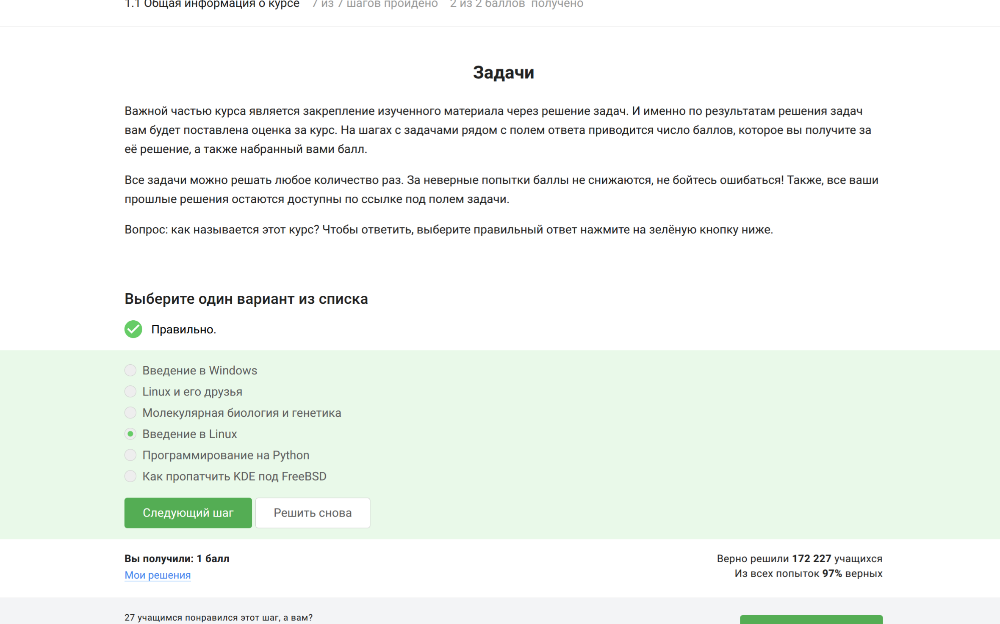 1.1 Общая информация о курсе 7 из 7 шагов пройдено 2 из 2 баллов получено
Задачи
Важной частью курса является закрепление изученного материала через решение задач. И именно по результатам решения задач
вам будет поставлена оценка за курс. На шагах с задачами рядом с полем ответа приводится число баллов, которое вы получите за
её решение, а также набранный вами балл.
Все задачи можно решать любое количество раз. За неверные попытки баллы не снижаются, не бойтесь ошибаться! Также, все ваши
прошлые решения остаются доступны по ссылке под полем задачи.
Вопрос: как называется этот курс? Чтобы ответить, выберите правильный ответ нажмите на зелёную кнопку ниже.
Выберите один вариант из списка
Правильно.
Введение в Windows
Linux и его друзья
Молекулярная биология и генетика
Введение в Linux
Программирование на Python
Как пропатчить KDE под FreeBSD
Следующий шаг Решить снова
Вы получили: 1 балл
Мои решения
Верно решили 172 227 учащихся
Из всех попыток 97% верных
27 учащимся понравился этот шаг, а вам?